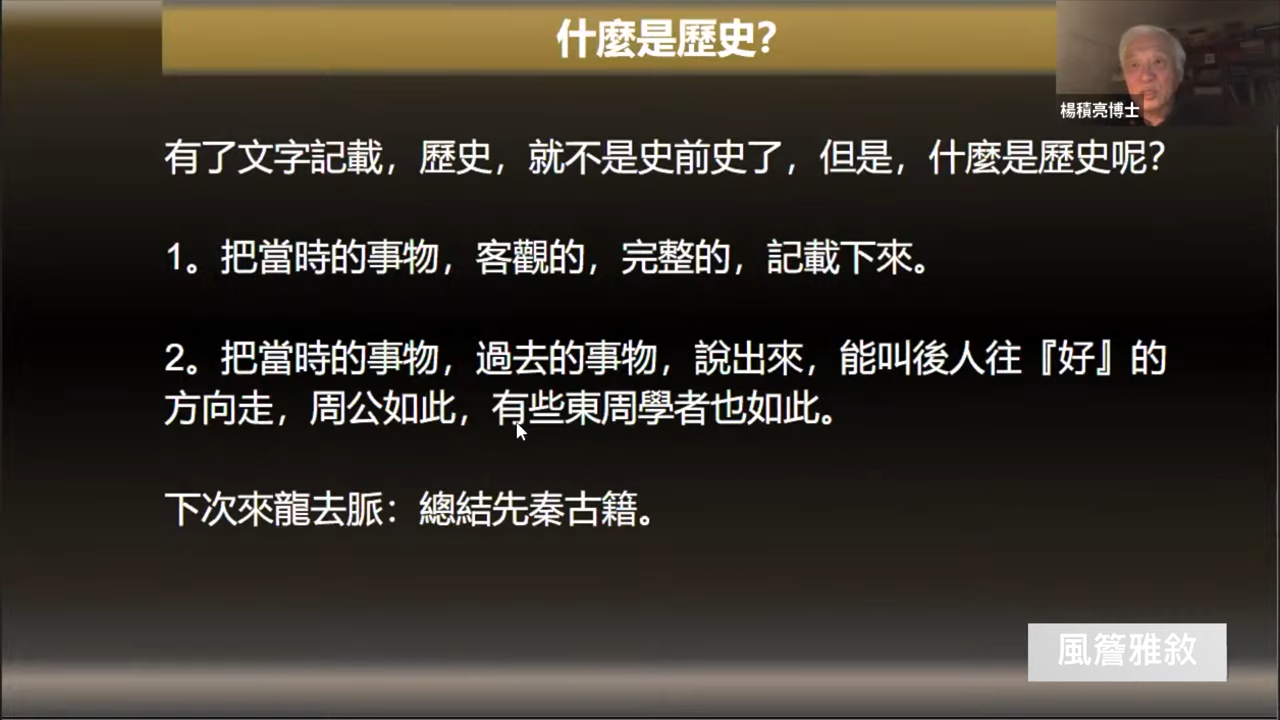 什麼是歷史？
楊積亮博士
有了文字記載，歷史，就不是史前史了，但是，什麼是歷史呢？
1。把當時的事物，客觀的，完整的，記載下來。
2。把當時的事物，過去的事物，說出來，能叫後人往『好』的
方向走，周公如此，有些東周學者也如此。
下次來龍去脈：總結先秦古籍。
風簷雅敘